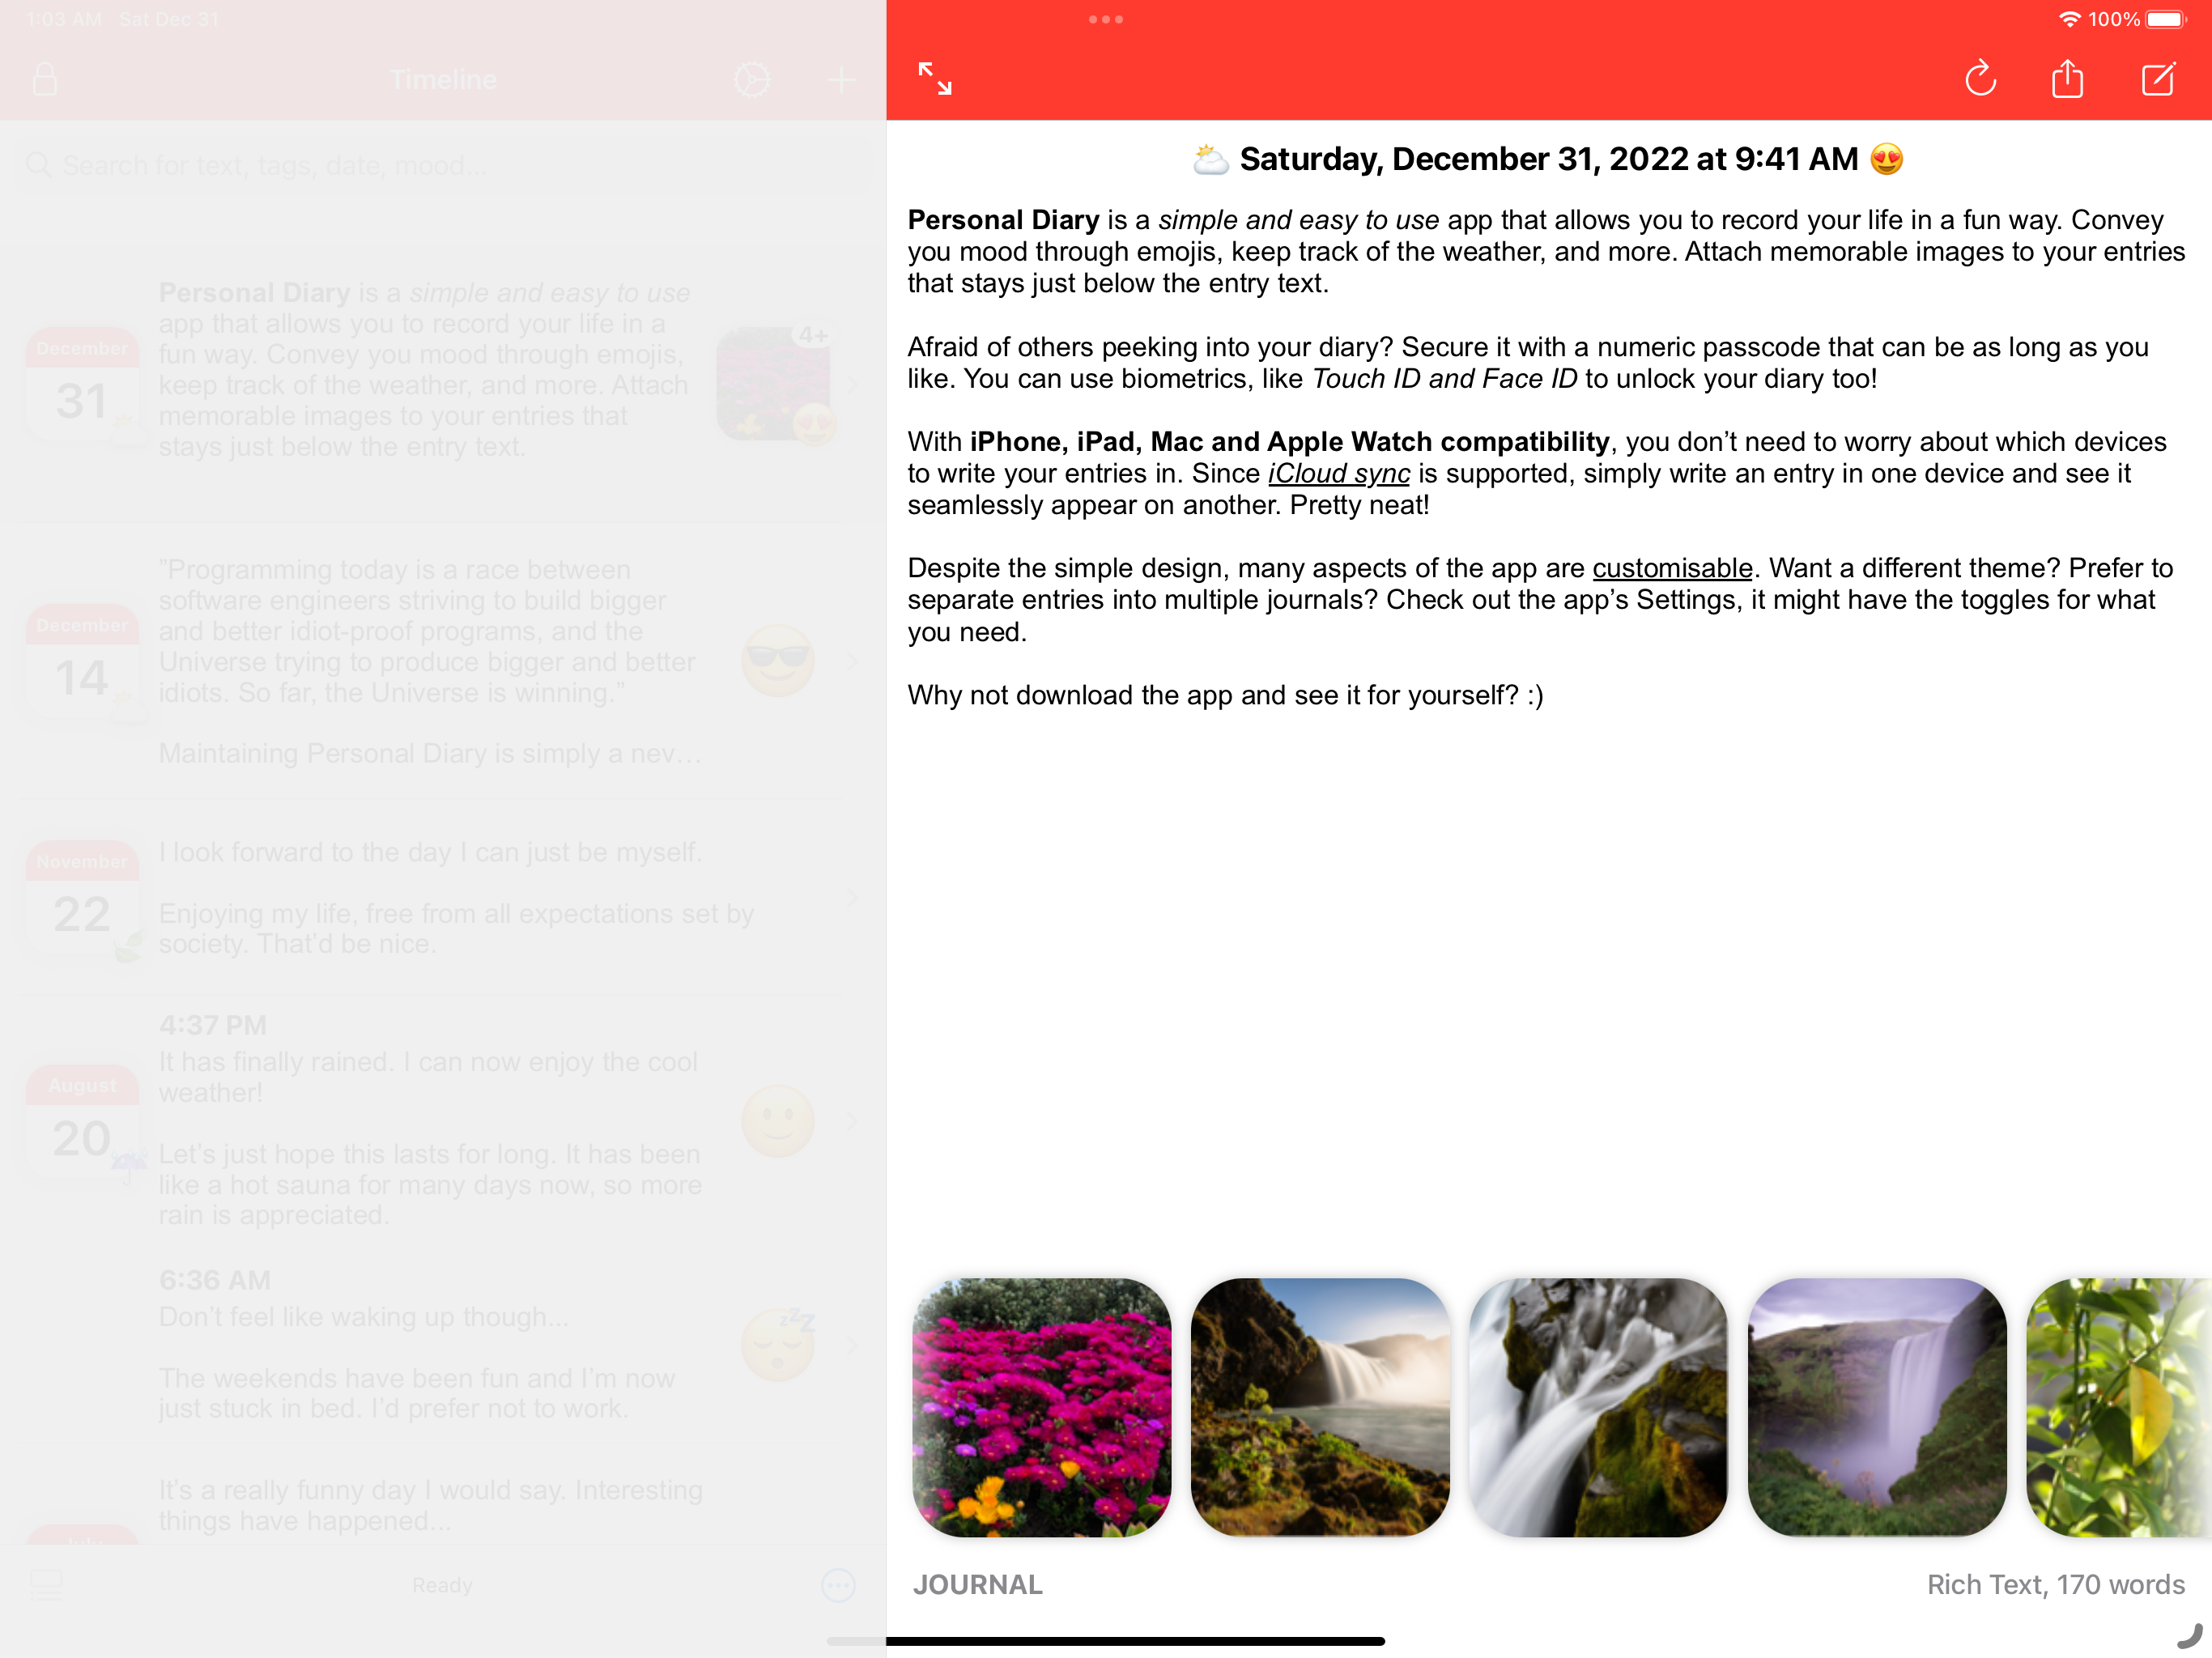 1:03 AM Sat Dec 31
100%
Timeline
Search for text, tags, date, mood...
December
31
Personal Diary is a simple and easy to use
app that allows you to record your life in a
fun way. Convey you mood through emojis,
keep track of the weather, and more. Attach
memorable images to your entries that
stays just below the entry text.
4+
December
14
"Programming today is a race between
software engineers striving to build bigger
and better idiot-proof programs, and the
Universe trying to produce bigger and better
idiots. So far, the Universe is winning."
Maintaining Personal Diary is simply a nev…
November
22
I look forward to the day I can just be myself.
Enjoying my life, free from all expectations set by
society. That'd be nice.
August
20
4:37 PM
It has finally rained. I can now enjoy the cool
weather!
Let's just hope this lasts for long. It has been
like a hot sauna for many days now, so more
rain is appreciated.
6:36 AM
Don't feel like waking up though...
The weekends have been fun and I'm now
just stuck in bed. I'd prefer not to work.
It's a really funny day I would say. Interesting
things have happened...
July
Ready
Saturday, December 31, 2022 at 9:41 AM
Personal Diary is a simple and easy to use app that allows you to record your life in a fun way. Convey
you mood through emojis, keep track of the weather, and more. Attach memorable images to your entries
that stays just below the entry text.
Afraid of others peeking into your diary? Secure it with a numeric passcode that can be as long as you
like. You can use biometrics, like Touch ID and Face ID to unlock your diary too!
With iPhone, iPad, Mac and Apple Watch compatibility, you don’t need to worry about which devices
to write your entries in. Since iCloud sync is supported, simply write an entry in one device and see it
seamlessly appear on another. Pretty neat!
Despite the simple design, many aspects of the app are customisable. Want a different theme? Prefer to
separate entries into multiple journals? Check out the app’s Settings, it might have the toggles for what
you need.
Why not download the app and see it for yourself? :)
JOURNAL
Rich Text, 170 words